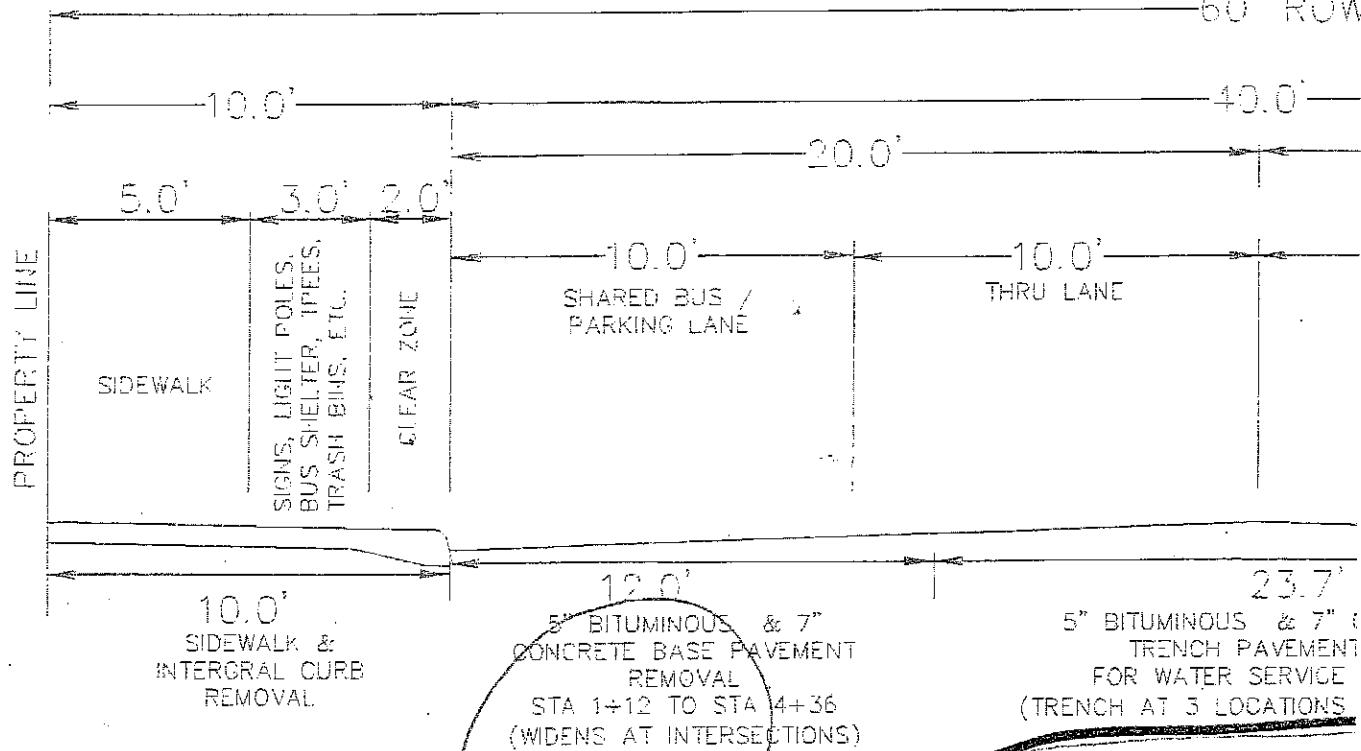 60' ROW
10.0'
40.0'
20.0'
5.0'
3.0'
2.0'
10.0'
10.0'
PROPERTY LINE
SIDEWALK
SIGNS, LIGHT POLES,
BUS SHELTER, TREES,
TRASH BINS, ETC.
CLEAR ZONE
SHARED BUS /
PARKING LANE
THRU LANE
10.0'
SIDEWALK &
INTERGRAL CURB
REMOVAL
12.0'
5" BITUMINOUS & 7"
CONCRETE BASE PAVEMENT
REMOVAL
STA 1+12 TO STA 4+36
(WIDENS AT INTERSECTIONS)
23.7'
5" BITUMINOUS & 7"
TRENCH PAVEMENT
FOR WATER SERVICE
(TRENCH AT 3 LOCATIONS